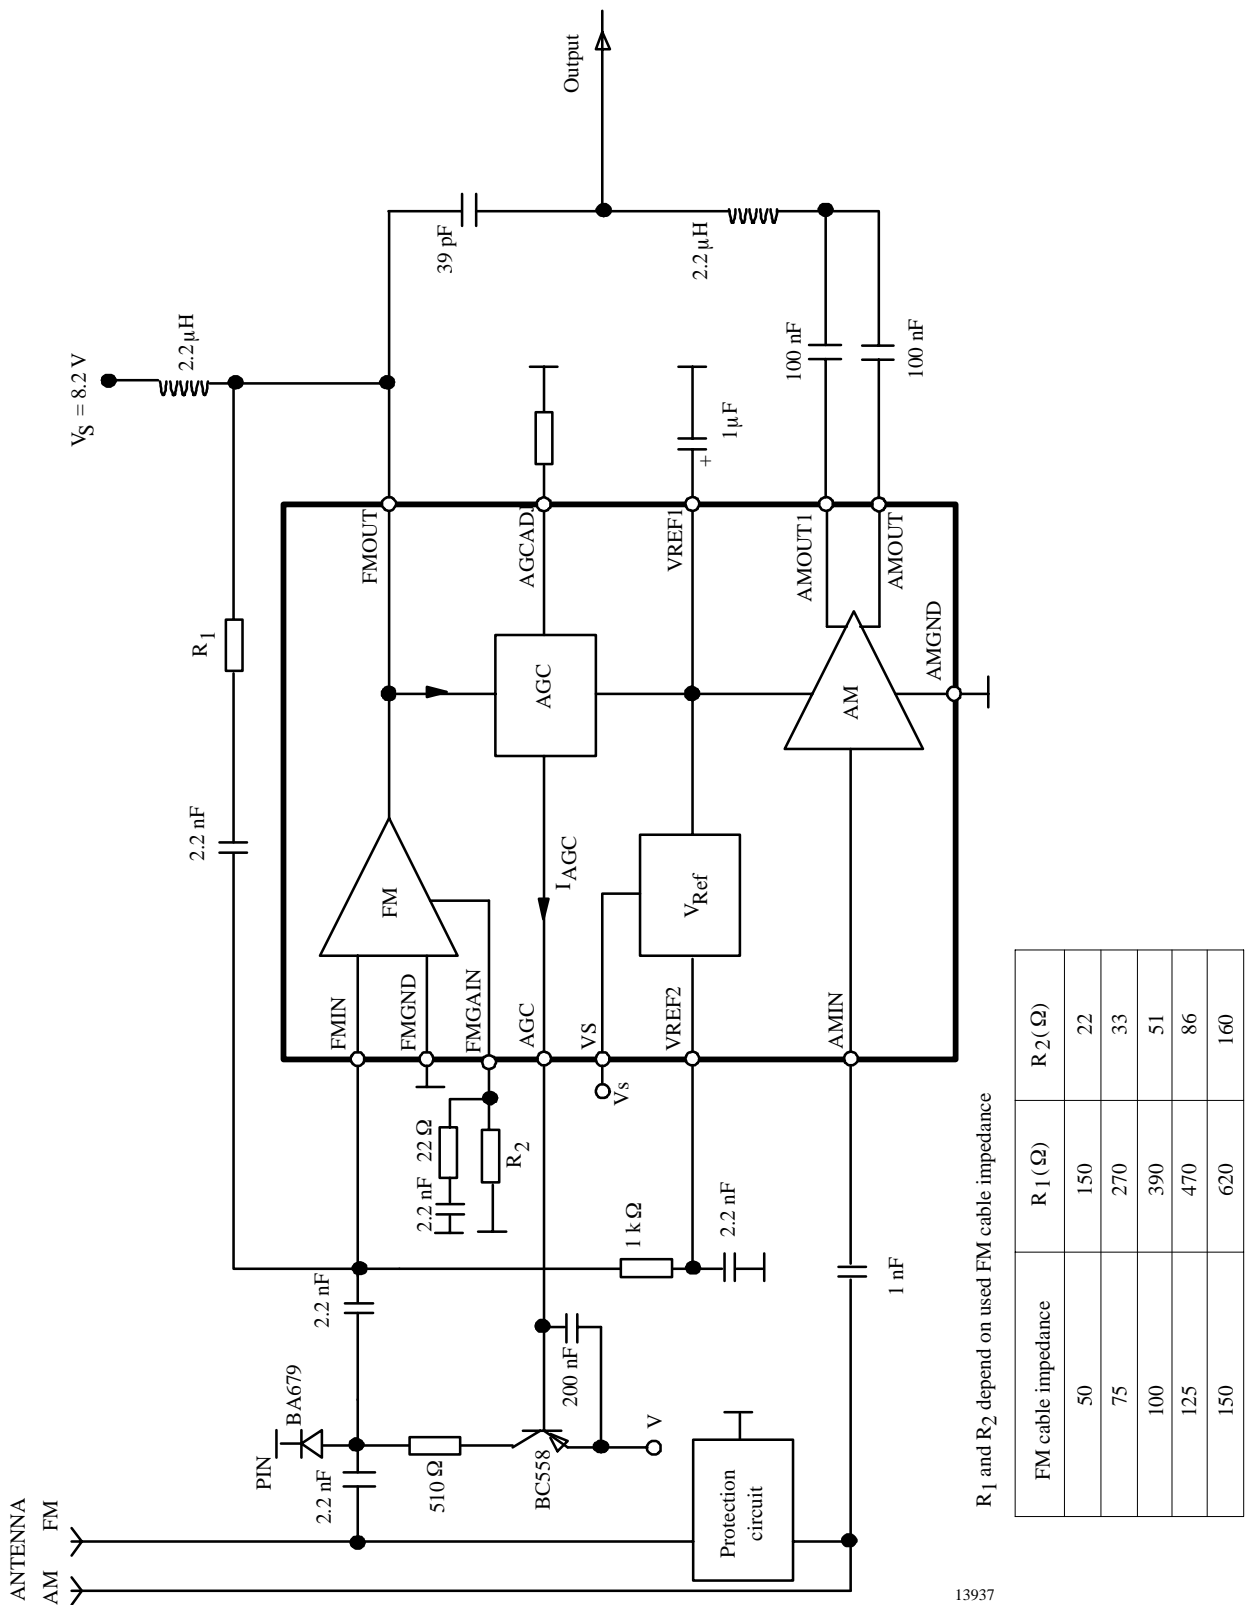 ANTENNA
AM FM
PIN
BA679
2.2 nF
2.2 nF
2.2 nF
R1
2.2 µH
VS = 8.2 V
510 Ω
BC558
200 nF
V
2.2 nF 22 Ω
R2
1 k Ω
2.2 nF
Protection
circuit
1 nF
FMIN
FMGND
FMGAIN
AGC
VS
Vs
VREF2
AMIN
FM
I AGC
AGC
VRef
AM
FMOUT
AGCADJ
VREF1
AMOUT1
AMOUT
AMGND
+
1 µF
39 pF
2.2 µH
100 nF
100 nF
Output
R1 and R2 depend on used FM cable impedance
FM cable impedance R1 ( Ω) R2 ( Ω)
50 150 22
75 270 33
100 390 51
125 470 86
150 620 160
13937